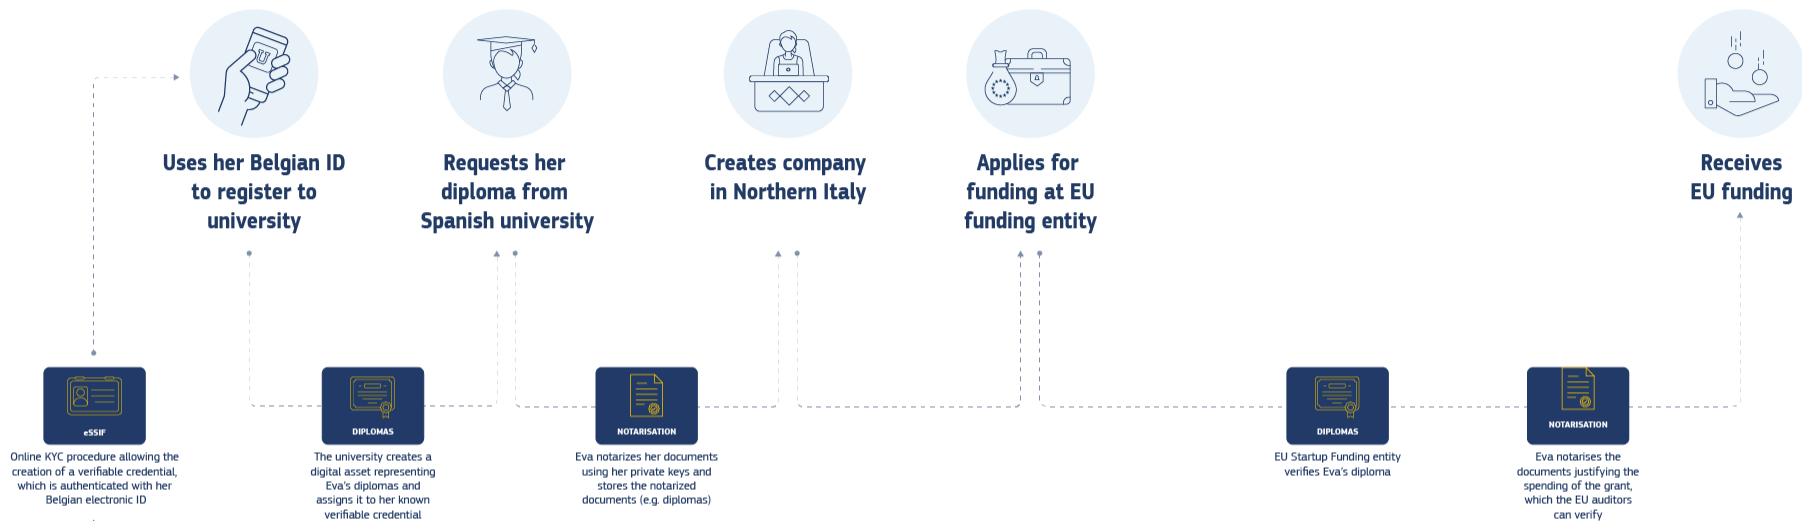 Uses her Belgian ID
to register to
university
Requests her
diploma from
Spanish university
Creates company
in Northern Italy
Applies for
funding at EU
funding entity
Receives
EU funding
eSSIF
Online KYC procedure allowing the
creation of a verifiable credential,
which is authenticated with her
Belgian electronic ID
DIPLOMAS
The university creates a
digital asset representing
Eva's diplomas and
assigns it to her known
verifiable credential
NOTARISATION
Eva notarizes her documents
using her private keys and
stores the notarized
documents (e.g. diplomas)
DIPLOMAS
EU Startup Funding entity
verifies Eva's diploma
NOTARISATION
Eva notarises the
documents justifying the
spending of the grant,
which the EU auditors
can verify